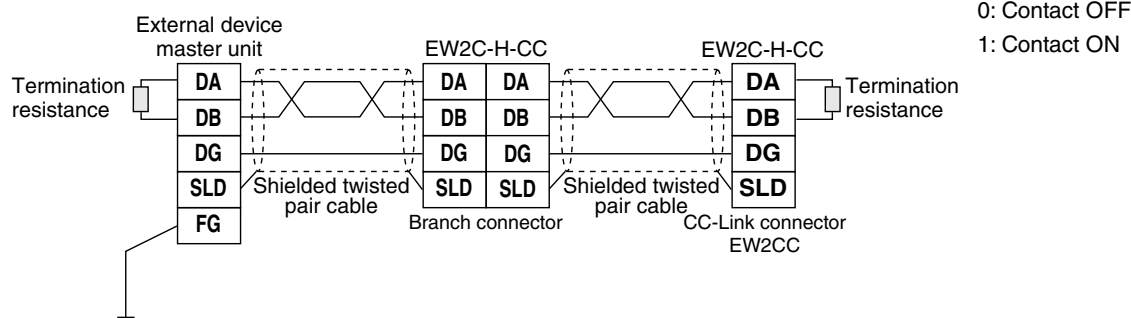 0: Contact OFF
1: Contact ON
External device
master unit
EW2C-H-CC
EW2C-H-CC
Termination
resistance
DA
DA
DA
DA
Termination
resistance
DB
DB
DB
DB
DG
DG
DG
DG
SLD
Shielded twisted
pair cable
SLD
SLD
Shielded twisted
pair cable
SLD
FG
Branch connector
CC-Link connector
EW2CC